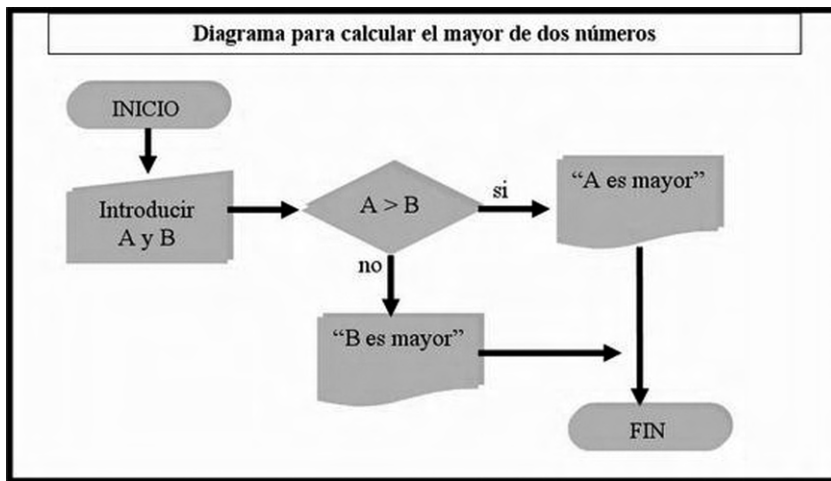 Diagrama para calcular el mayor de dos números
INICIO
Introducir
A y B
A > B
si
“A es mayor”
no
“B es mayor”
FIN